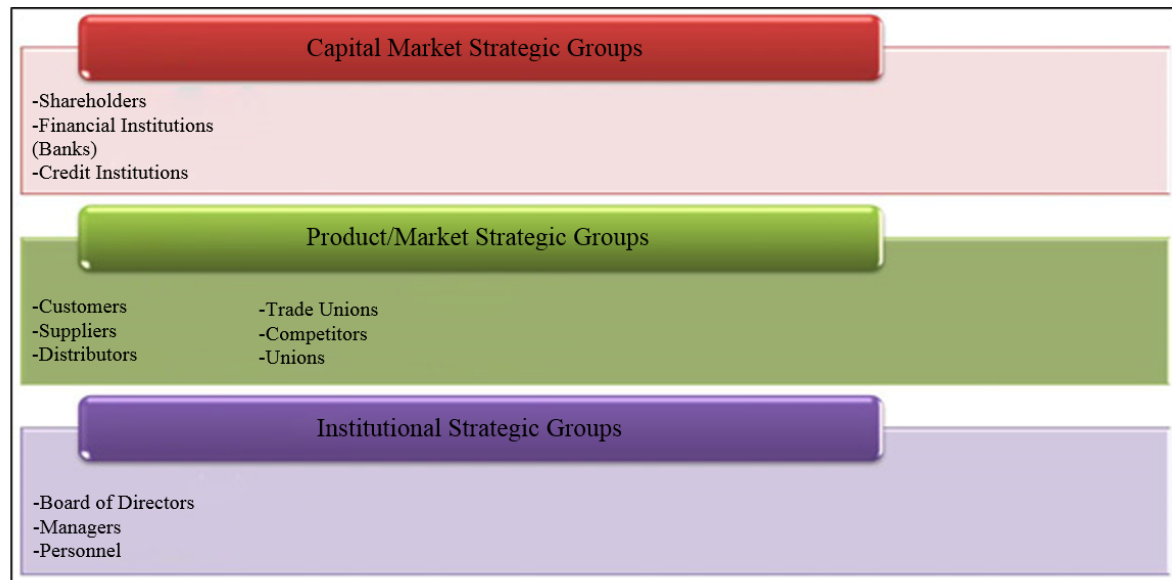 Capital Market Strategic Groups
-Shareholders
-Financial Institutions
(Banks)
-Credit Institutions
Product/Market Strategic Groups
-Customers
-Suppliers
-Distributors
-Trade Unions
-Competitors
-Unions
Institutional Strategic Groups
-Board of Directors
-Managers
-Personnel